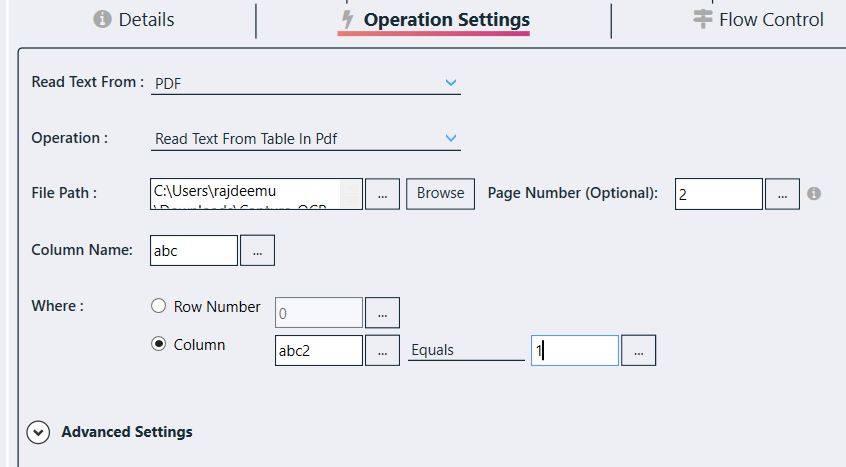 Details Operation Settings Flow Control
Read Text From : PDF
Operation : Read Text From Table In Pdf
File Path : C:\Users\rajdeemu ... Browse Page Number (Optional): 2 ...
Column Name: abc ...
Where : Row Number 0 ...
Column abc2 ... Equals 1 ...
Advanced Settings